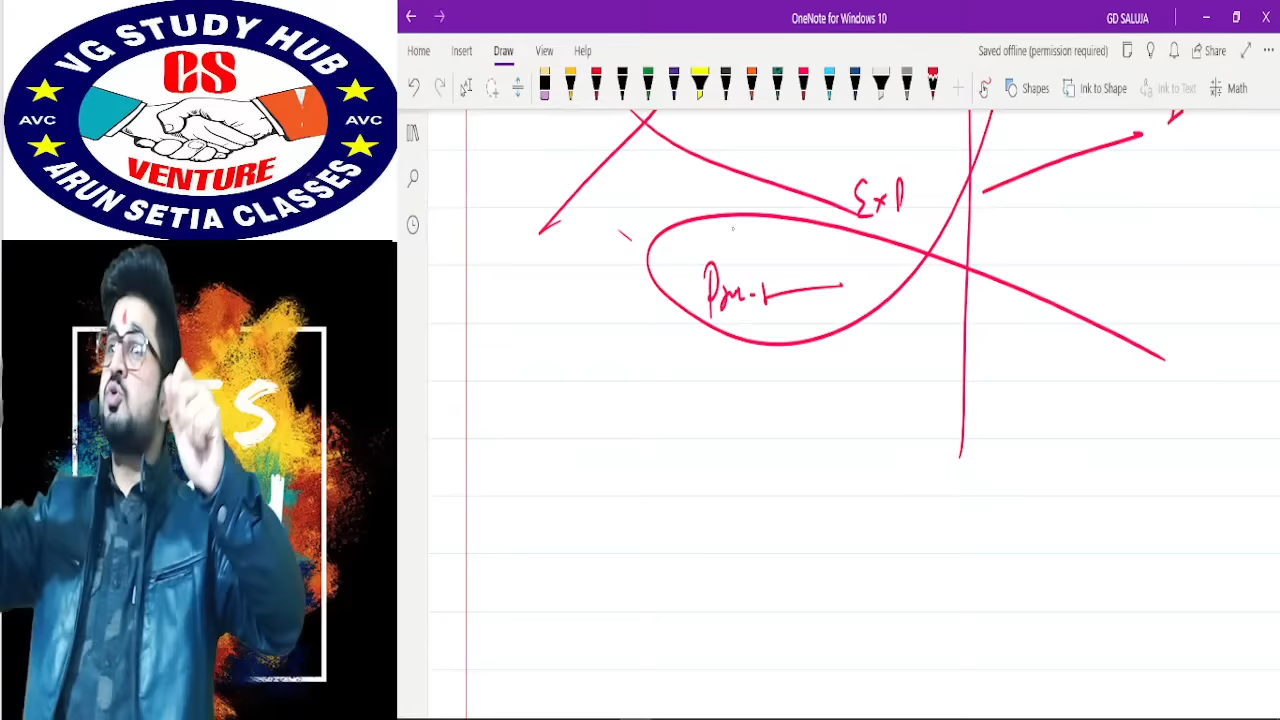 VG STUDY HUB
CS
AVC
AVC
VENTURE
ARUN SETIA CLASSES
OneNote for Windows 10
GD SALUJA
Home Insert Draw View Help
Saved offline (permission required)
Share
Shapes
Ink to Shape
Ink to Text
Math
Exp